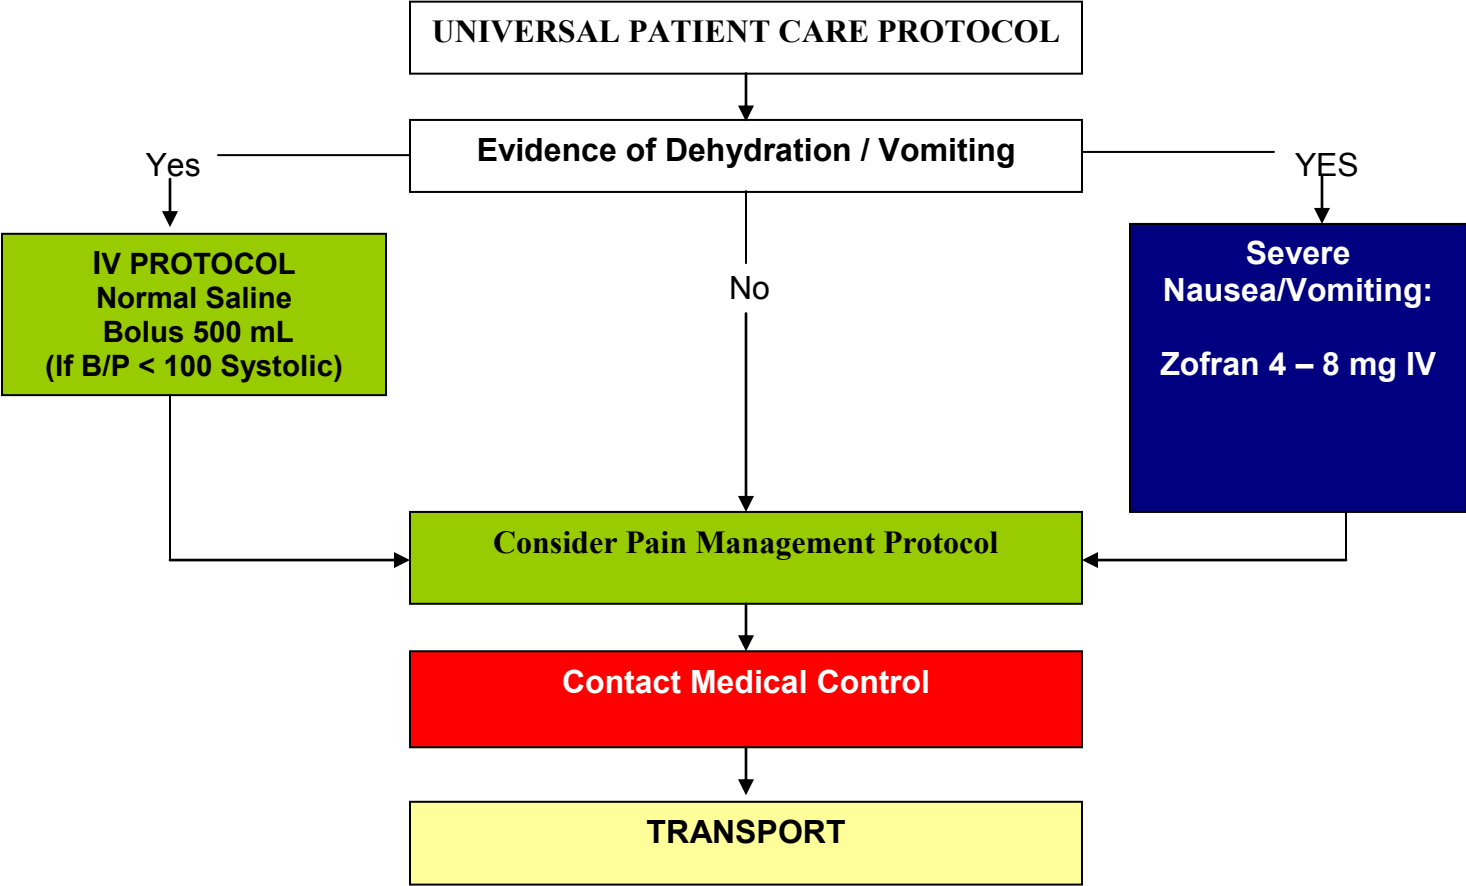 UNIVERSAL PATIENT CARE PROTOCOL
Evidence of Dehydration / Vomiting
Yes
YES
IV PROTOCOL
Normal Saline
Bolus 500 mL
(If B/P < 100 Systolic)
No
Severe
Nausea/Vomiting:
Zofran 4 – 8 mg IV
Consider Pain Management Protocol
Contact Medical Control
TRANSPORT